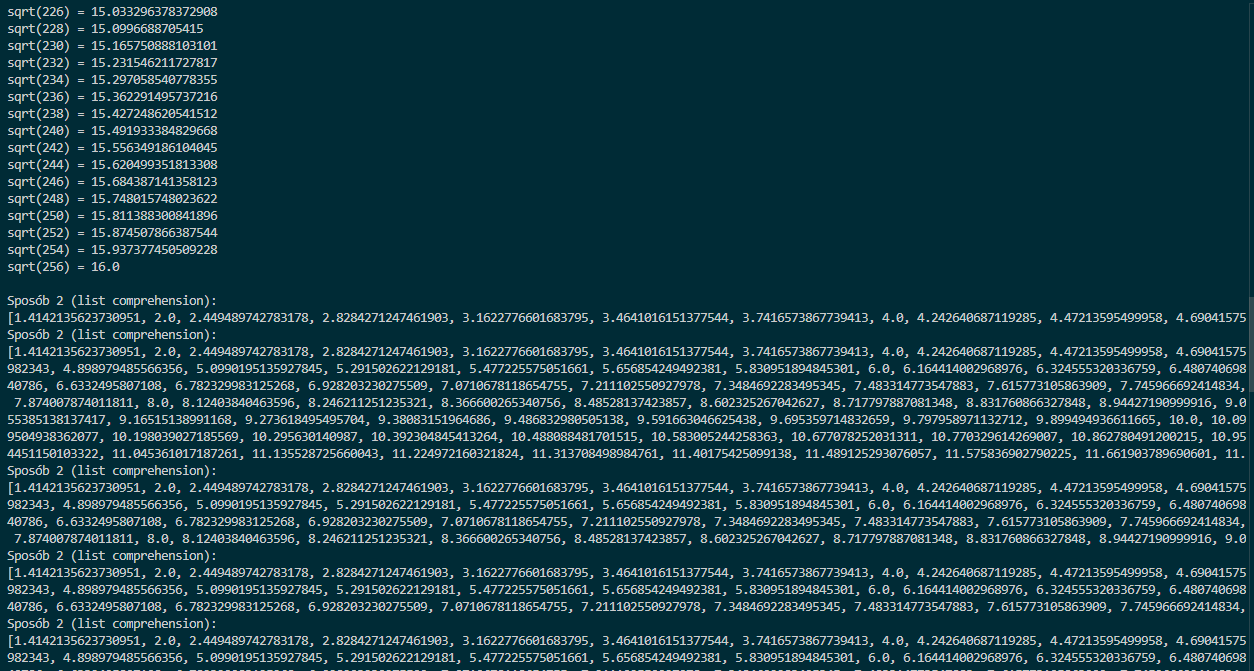 sqrt(226) = 15.033296378372908
sqrt(228) = 15.0996688705415
sqrt(230) = 15.165750888103101
sqrt(232) = 15.231546211727817
sqrt(234) = 15.297058540778355
sqrt(236) = 15.362291495737216
sqrt(238) = 15.427248620541512
sqrt(240) = 15.491933384829668
sqrt(242) = 15.556349186104045
sqrt(244) = 15.620499351813308
sqrt(246) = 15.684387141358123
sqrt(248) = 15.748015748023622
sqrt(250) = 15.811388300841896
sqrt(252) = 15.874507866387544
sqrt(254) = 15.937377450509228
sqrt(256) = 16.0
Sposób 2 (list comprehension):
[1.4142135623730951, 2.0, 2.449489742783178, 2.8284271247461903, 3.1622776601683795, 3.4641016151377544, 3.7416573867739413, 4.0, 4.242640687119285, 4.47213595499958, 4.69041575
Sposób 2 (list comprehension):
[1.4142135623730951, 2.0, 2.449489742783178, 2.8284271247461903, 3.1622776601683795, 3.4641016151377544, 3.7416573867739413, 4.0, 4.242640687119285, 4.47213595499958, 4.69041575
982343, 4.898979485566356, 5.0990195135927845, 5.291502622129181, 5.477225575051661, 5.656854249492381, 5.830951894845301, 6.0, 6.164414002968976, 6.324555320336759, 6.480740698
40786, 6.6332495807108, 6.782329983125268, 6.928203230275509, 7.0710678118654755, 7.211102550927978, 7.3484692283495345, 7.483314773547883, 7.615773105863909, 7.745966692414834,
7.874007874011811, 8.0, 8.12403840463596, 8.246211251235321, 8.366600265340756, 8.48528137423857, 8.602325267042627, 8.717797887081348, 8.831760866327848, 8.94427190999916, 9.0
55385138137417, 9.16515138991168, 9.273618495495704, 9.38083151964686, 9.486832980505138, 9.591663046625438, 9.695359714832659, 9.797958971132712, 9.899494936611665, 10.0, 10.09
9504938362077, 10.198039027185569, 10.295630140987, 10.392304845413264, 10.488088481701515, 10.583005244258363, 10.677078252031311, 10.770329614269007, 10.862780491200215, 10.95
4451150103322, 11.045361017187261, 11.135528725660043, 11.224972160321824, 11.313708498984761, 11.40175425099138, 11.489125293076057, 11.575836902790225, 11.661903789690601, 11.
Sposób 2 (list comprehension):
[1.4142135623730951, 2.0, 2.449489742783178, 2.8284271247461903, 3.1622776601683795, 3.4641016151377544, 3.7416573867739413, 4.0, 4.242640687119285, 4.47213595499958, 4.69041575
982343, 4.898979485566356, 5.0990195135927845, 5.291502622129181, 5.477225575051661, 5.656854249492381, 5.830951894845301, 6.0, 6.164414002968976, 6.324555320336759, 6.480740698
40786, 6.6332495807108, 6.782329983125268, 6.928203230275509, 7.0710678118654755, 7.211102550927978, 7.3484692283495345, 7.483314773547883, 7.615773105863909, 7.745966692414834,
7.874007874011811, 8.0, 8.12403840463596, 8.246211251235321, 8.366600265340756, 8.48528137423857, 8.602325267042627, 8.717797887081348, 8.831760866327848, 8.94427190999916, 9.0
Sposób 2 (list comprehension):
[1.4142135623730951, 2.0, 2.449489742783178, 2.8284271247461903, 3.1622776601683795, 3.4641016151377544, 3.7416573867739413, 4.0, 4.242640687119285, 4.47213595499958, 4.69041575
982343, 4.898979485566356, 5.0990195135927845, 5.291502622129181, 5.477225575051661, 5.656854249492381, 5.830951894845301, 6.0, 6.164414002968976, 6.324555320336759, 6.480740698
40786, 6.6332495807108, 6.782329983125268, 6.928203230275509, 7.0710678118654755, 7.211102550927978, 7.3484692283495345, 7.483314773547883, 7.615773105863909, 7.745966692414834,
Sposób 2 (list comprehension):
[1.4142135623730951, 2.0, 2.449489742783178, 2.8284271247461903, 3.1622776601683795, 3.4641016151377544, 3.7416573867739413, 4.0, 4.242640687119285, 4.47213595499958, 4.69041575
982343, 4.898979485566356, 5.0990195135927845, 5.291502622129181, 5.477225575051661, 5.656854249492381, 5.830951894845301, 6.0, 6.164414002968976, 6.324555320336759, 6.480740698